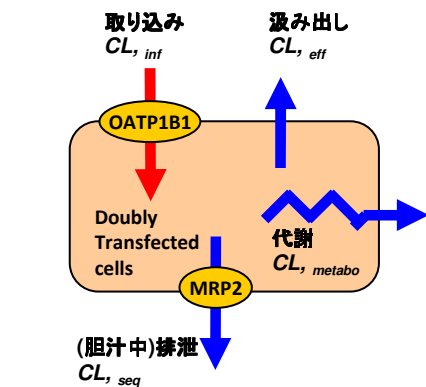 取り込み
CL, inf
汲み出し
CL, eff
OATP1B1
Doubly
Transfected
cells
代謝
CL, metabo
MRP2
(胆汁中)排泄
CL, seq